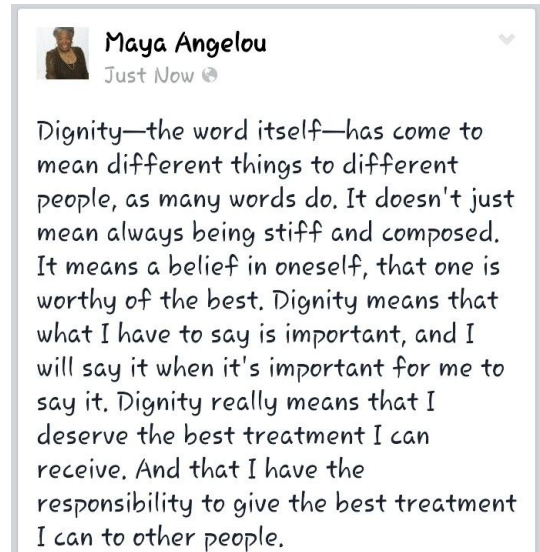 Maya Angelou
Just Now
Dignity—the word itself—has come to
mean different things to different
people, as many words do. It doesn't just
mean always being stiff and composed.
It means a belief in oneself, that one is
worthy of the best. Dignity means that
what I have to say is important, and I
will say it when it's important for me to
say it. Dignity really means that I
deserve the best treatment I can
receive. And that I have the
responsibility to give the best treatment
I can to other people.